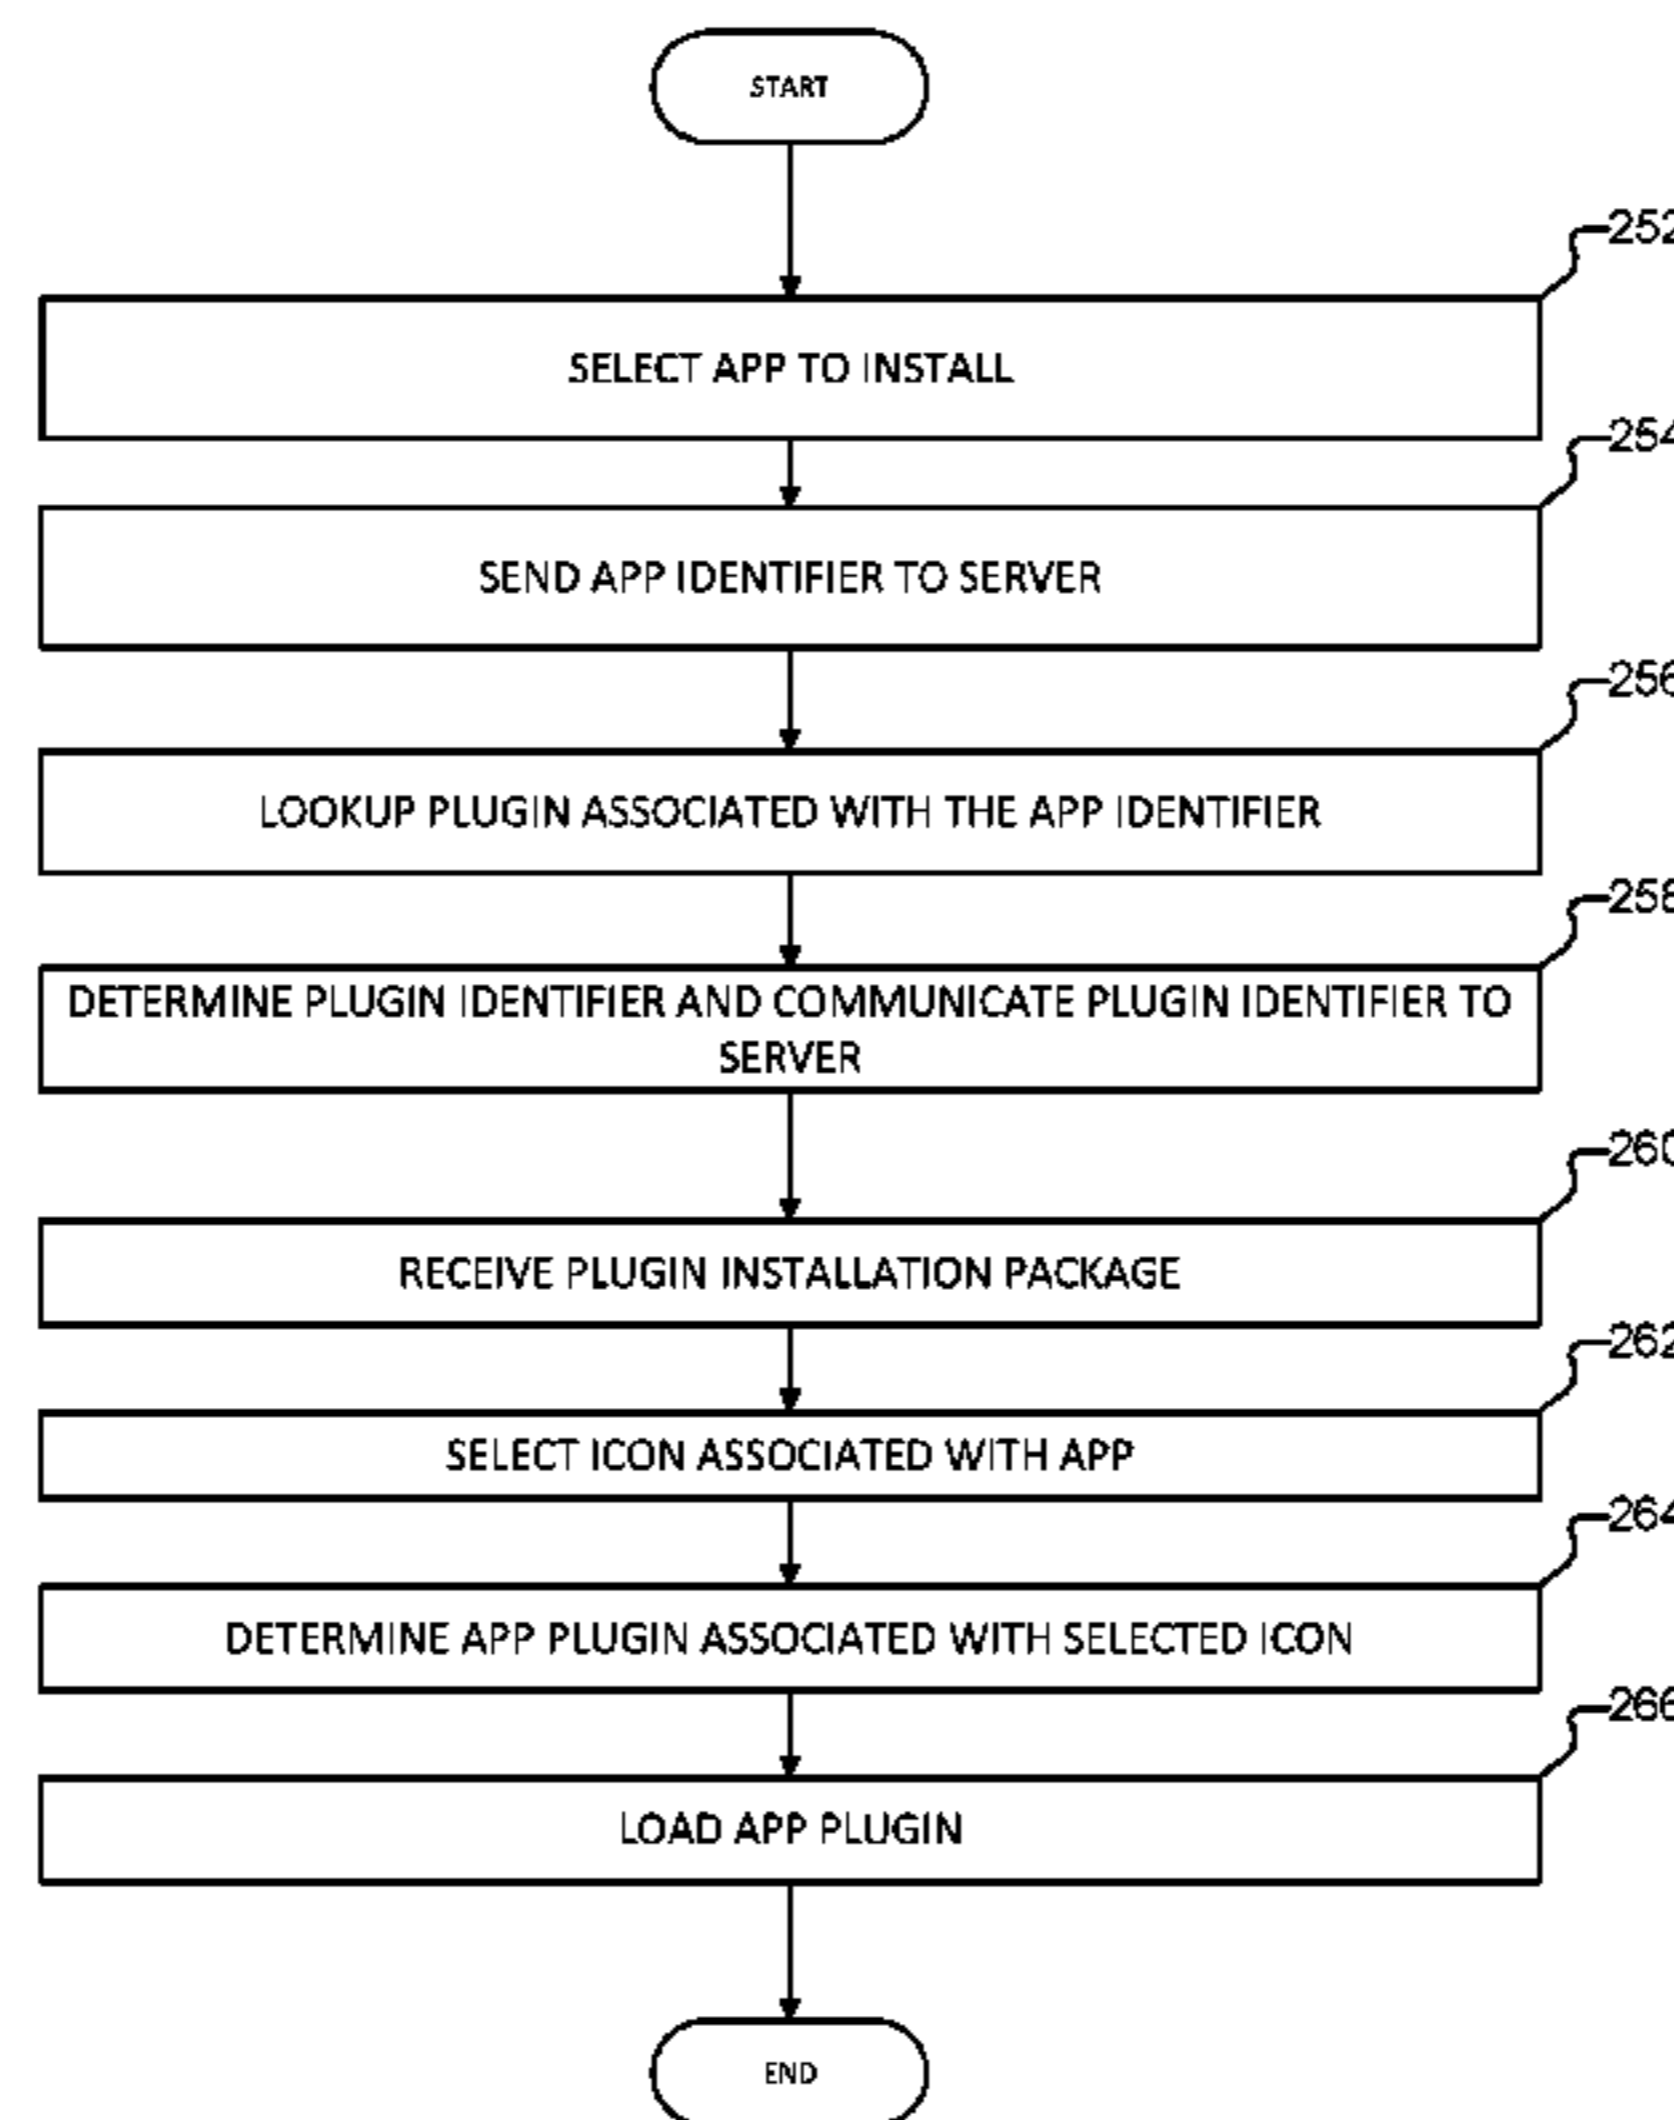 START
252
SELECT APP TO INSTALL
254
SEND APP IDENTIFIER TO SERVER
256
LOOKUP PLUGIN ASSOCIATED WITH THE APP IDENTIFIER
258
DETERMINE PLUGIN IDENTIFIER AND COMMUNICATE PLUGIN IDENTIFIER TO
SERVER
260
RECEIVE PLUGIN INSTALLATION PACKAGE
262
SELECT ICON ASSOCIATED WITH APP
264
DETERMINE APP PLUGIN ASSOCIATED WITH SELECTED ICON
266
LOAD APP PLUGIN
END